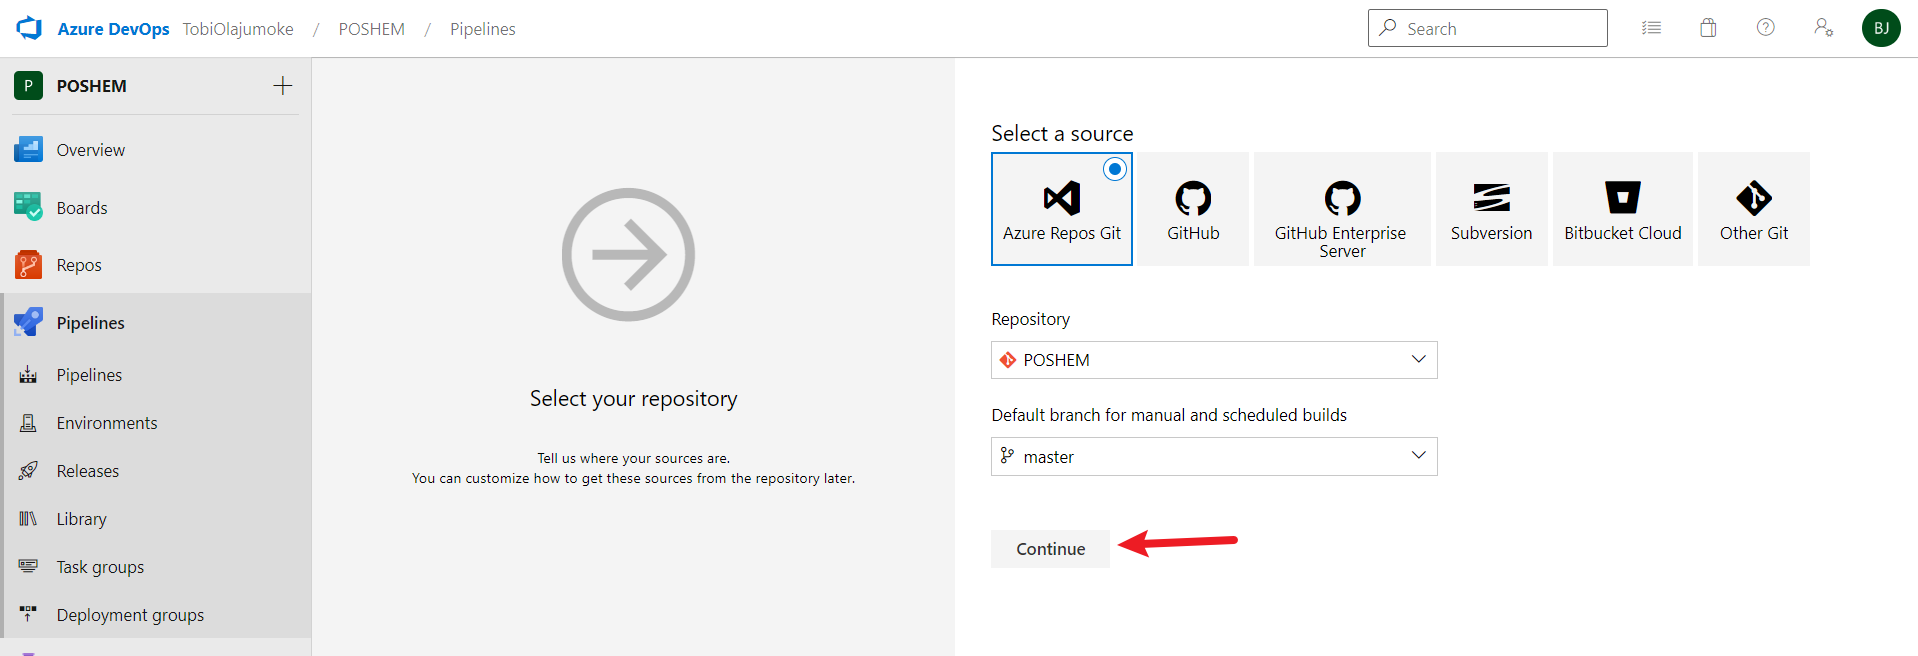 Azure DevOps TobiOlajumoke / POSHEM / Pipelines
Search
BJ
P POSHEM
Overview
Boards
Repos
Pipelines
Pipelines
Environments
Releases
Library
Task groups
Deployment groups
Select your repository
Tell us where your sources are.
You can customize how to get these sources from the repository later.
Select a source
Azure Repos Git
GitHub
GitHub Enterprise
Server
Subversion
Bitbucket Cloud
Other Git
Repository
POSHEM
Default branch for manual and scheduled builds
master
Continue